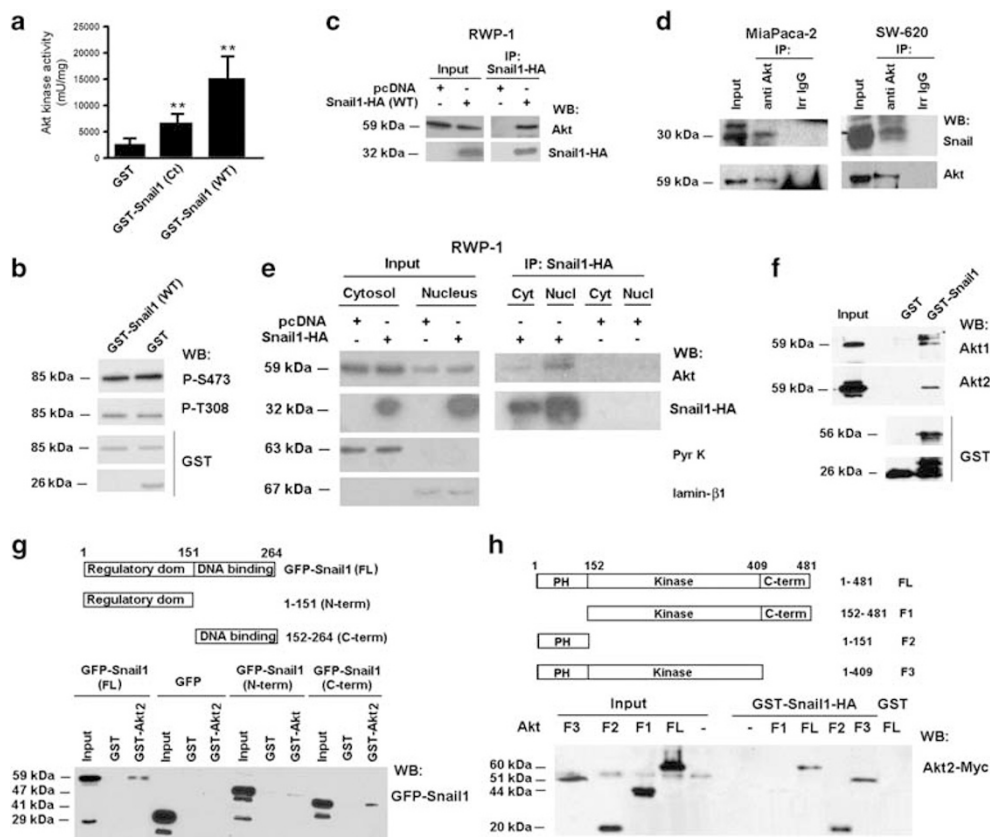 a
Akt kinase activity
(mU/mg)
25000
20000
15000
10000
5000
0
**
**
GST
GST-Snail1 (Ct)
GST-Snail1 (WT)
b
GST-Snail1 (WT)
GST
WB:
85 kDa
P-S473
85 kDa
P-T308
85 kDa
GST
26 kDa
c
RWP-1
Input
IP:
Snail1-HA
pcDNA + - + -
Snail1-HA (WT) - + - +
WB:
59 kDa
Akt
32 kDa
Snail1-HA
d
MiaPaca-2
SW-620
IP:
IP:
Input
anti Akt
Irr IgG
Input
anti Akt
Irr IgG
WB:
30 kDa
Snail
59 kDa
Akt
e
RWP-1
Input
IP: Snail1-HA
Cytosol Nucleus
Cyt Nucl Cyt Nucl
pcDNA + - + - - - + +
Snail1-HA - + - + + + - -
WB:
59 kDa
Akt
32 kDa
Snail1-HA
63 kDa
Pyr K
67 kDa
lamin-β1
f
Input
GST
GST-Snail1
WB:
59 kDa
Akt1
59 kDa
Akt2
56 kDa
GST
26 kDa
g
1 151 264
Regulatory dom DNA binding GFP-Snail1 (FL)
Regulatory dom 1-151 (N-term)
DNA binding 152-264 (C-term)
GFP-Snail1
(FL)
GFP
GFP-Snail1
(N-term)
GFP-Snail1
(C-term)
Input
GST
GST-Akt2
Input
GST
GST-Akt2
Input
GST
GST-Akt
Input
GST
GST-Akt2
59 kDa
47 kDa
41 kDa
29 kDa
WB:
GFP-Snail1
h
1 152 409 481
PH Kinase C-term 1-481 FL
Kinase C-term 152-481 F1
PH 1-151 F2
PH Kinase 1-409 F3
Input
GST-Snail1-HA GST
Akt F3 F2 F1 FL - - F1 FL F2 F3 FL
WB:
60 kDa
51 kDa
44 kDa
20 kDa
Akt2-Myc